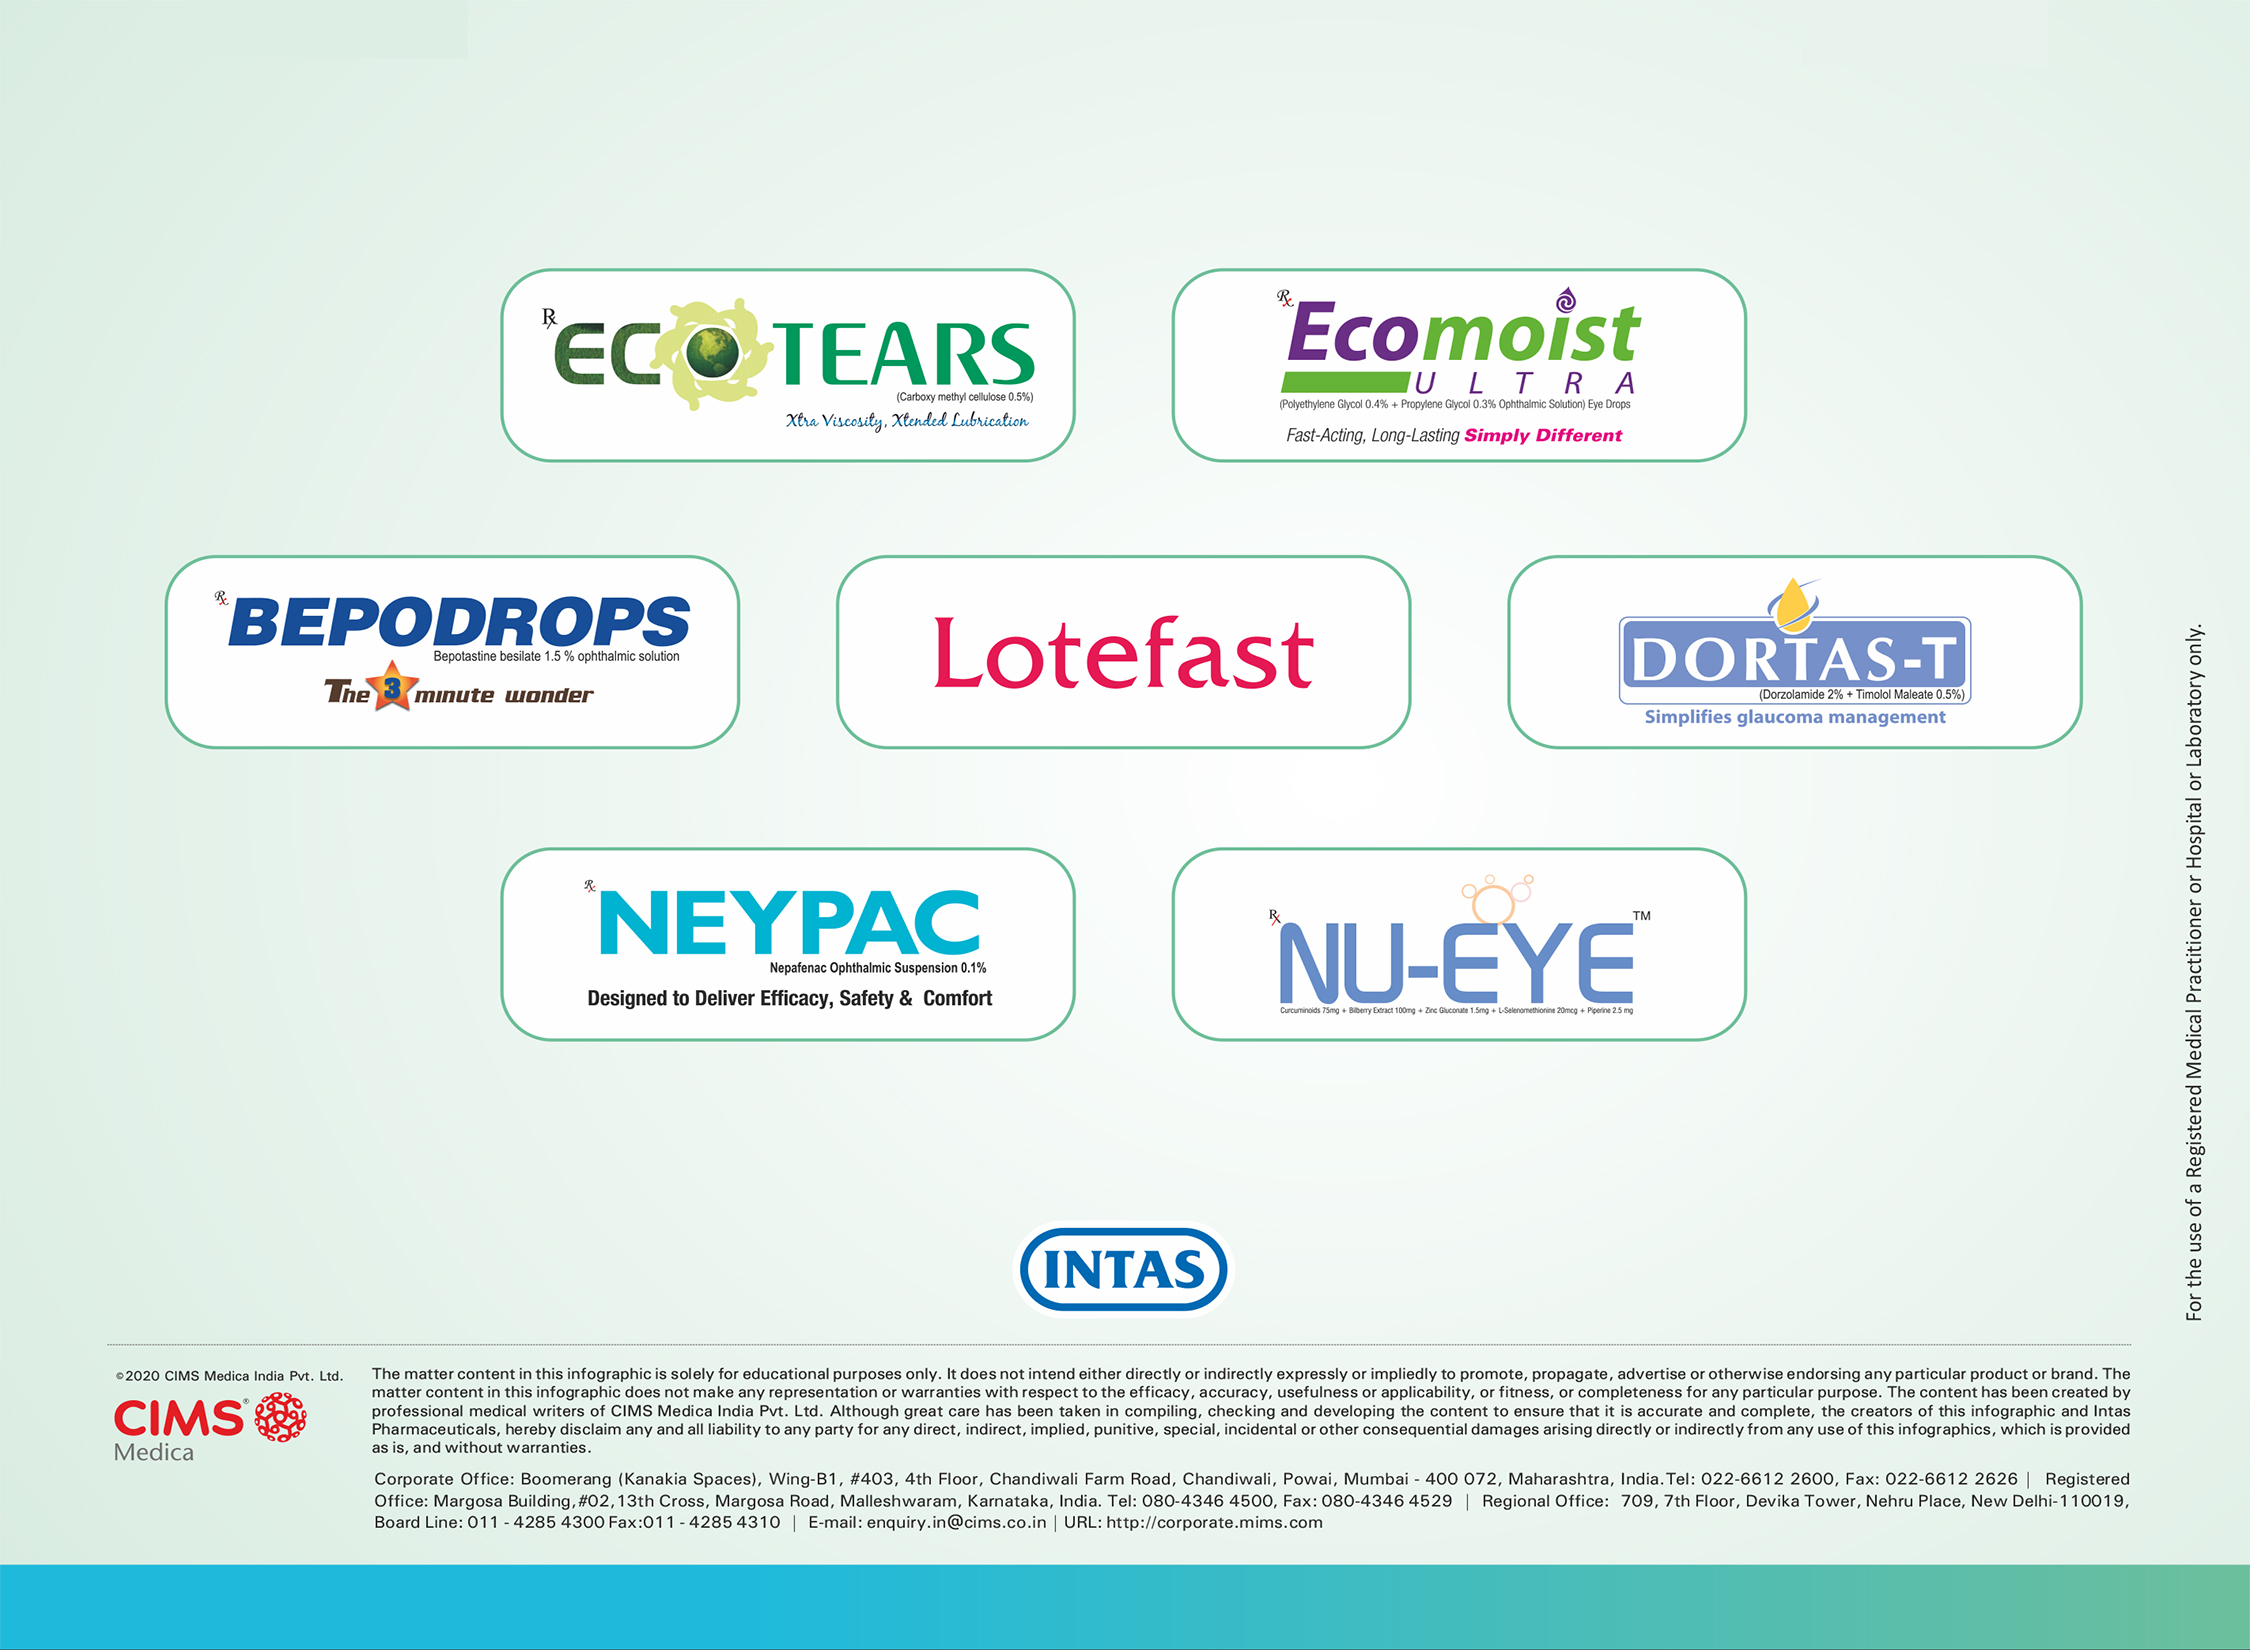 Rx ECOTEARS
(Carboxy methyl cellulose 0.5%)
Xtra Viscosity, Xtended Lubrication
Rx Ecomoist
ULTRA
(Polyethylene Glycol 0.4% + Propylene Glycol 0.3% Ophthalmic Solution) Eye Drops
Fast-Acting, Long-Lasting Simply Different
Rx BEPODROPS
Bepotastine besilate 1.5 % ophthalmic solution
The 3 minute wonder
Lotefast
DORTAS-T
(Dorzolamide 2% + Timolol Maleate 0.5%)
Simplifies glaucoma management
Rx NEYPAC
Nepafenac Ophthalmic Suspension 0.1%
Designed to Deliver Efficacy, Safety & Comfort
Rx NU-EYE™
Curcuminoids 75mg + Bilberry Extract 100mg + Zinc Gluconate 1.5mg + L-Selenomethionine 20mcg + Piperine 2.5 mg
For the use of a Registered Medical Practitioner or Hospital or Laboratory only.
INTAS
©2020 CIMS Medica India Pvt. Ltd.
CIMS®
Medica
The matter content in this infographic is solely for educational purposes only. It does not intend either directly or indirectly expressly or impliedly to promote, propagate, advertise or otherwise endorsing any particular product or brand. The
matter content in this infographic does not make any representation or warranties with respect to the efficacy, accuracy, usefulness or applicability, or fitness, or completeness for any particular purpose. The content has been created by
professional medical writers of CIMS Medica India Pvt. Ltd. Although great care has been taken in compiling, checking and developing the content to ensure that it is accurate and complete, the creators of this infographic and Intas
Pharmaceuticals, hereby disclaim any and all liability to any party for any direct, indirect, implied, punitive, special, incidental or other consequential damages arising directly or indirectly from any use of this infographics, which is provided
as is, and without warranties.
Corporate Office: Boomerang (Kanakia Spaces), Wing-B1, #403, 4th Floor, Chandiwali Farm Road, Chandiwali, Powai, Mumbai - 400 072, Maharashtra, India.Tel: 022-6612 2600, Fax: 022-6612 2626 | Registered
Office: Margosa Building,#02,13th Cross, Margosa Road, Malleshwaram, Karnataka, India. Tel: 080-4346 4500, Fax: 080-4346 4529 | Regional Office: 709, 7th Floor, Devika Tower, Nehru Place, New Delhi-110019,
Board Line: 011 - 4285 4300 Fax:011 - 4285 4310 | E-mail: enquiry.in@cims.co.in | URL: http://corporate.mims.com